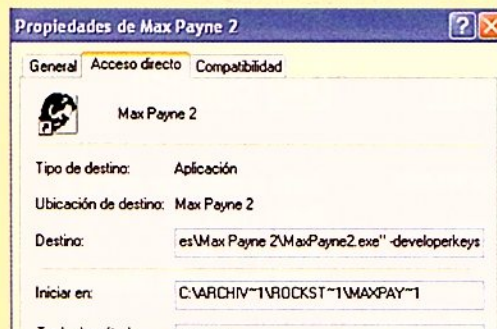 Propiedades de Max Payne 2
General Acceso directo Compatibilidad
Max Payne 2
Tipo de destino: Aplicación
Ubicación de destino: Max Payne 2
Destino: es\Max Payne 2\MaxPayne2.exe" -developerkeys
Iniciar en: C:\ARCHIV~1\ROCKST~1\MAXPAY~1